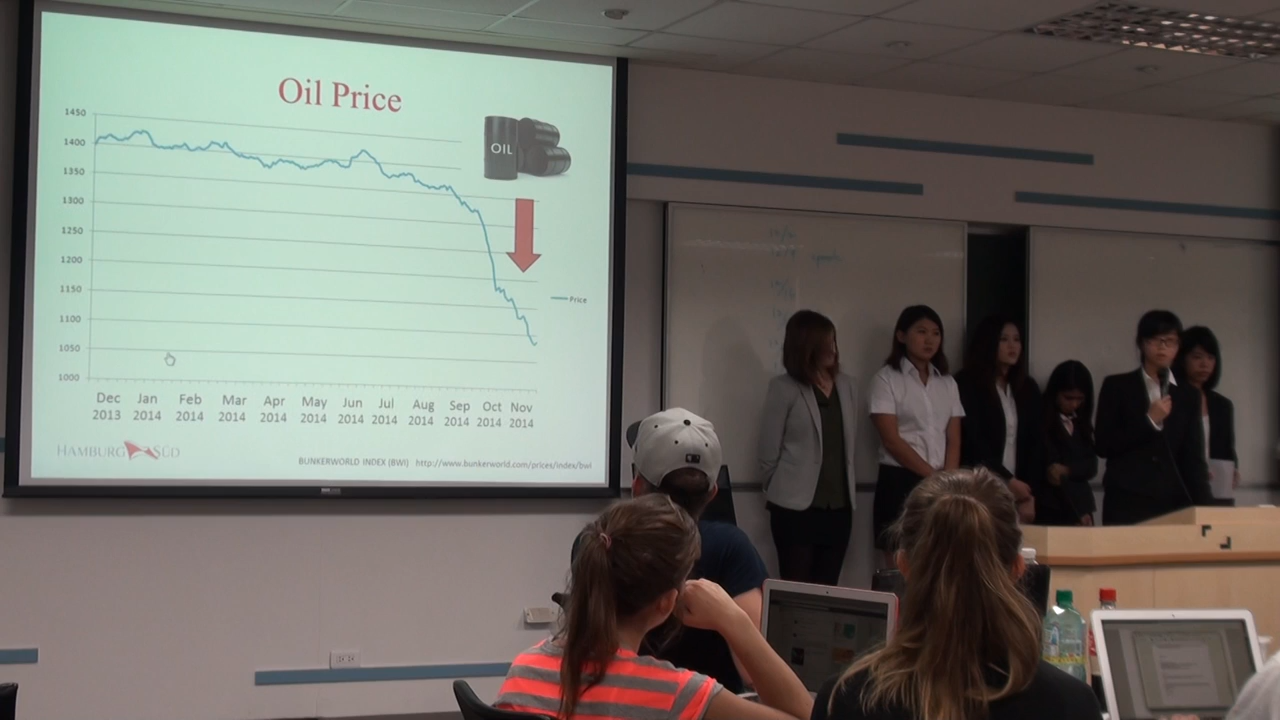 Oil Price
OIL
1450
1400
1350
1300
1250
1200
1150
1100
1050
1000
Price
Dec Jan Feb Mar Apr May Jun Jul Aug Sep Oct Nov
2013 2014 2014 2014 2014 2014 2014 2014 2014 2014 2014 2014
HAMBURG SÜD
BUNKERWORLD INDEX (BWI) http://www.bunkerworld.com/prices/index/bwi